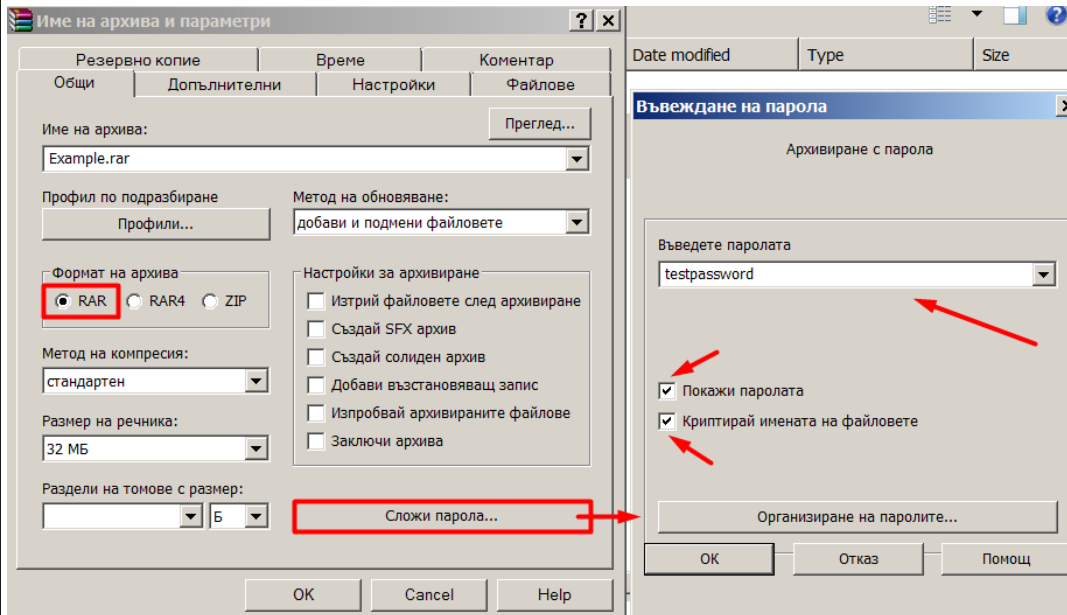 Име на архива и параметри
Резервно копие
Време
Коментар
Общи
Допълнителни
Настройки
Файлове
Име на архива:
Преглед...
Example.rar
Профил по подразбиране
Метод на обновяване:
Профили...
добави и подмени файловете
Формат на архива
RAR
RAR4
ZIP
Настройки за архивиране
Изтрий файловете след архивиране
Създай SFX архив
Създай солиден архив
Добави възстановяващ запис
Изпробвай архивираните файлове
Заключи архива
Метод на компресия:
стандартен
Размер на речника:
32 МБ
Раздели на томове с размер:
Б
Сложи парола...
OK
Cancel
Help
Date modified
Type
Size
Въвеждане на парола
Архивиране с парола
Въведете паролата
testpassword
Покажи паролата
Криптирай имената на файловете
Организиране на паролите...
ОК
Отказ
Помощ